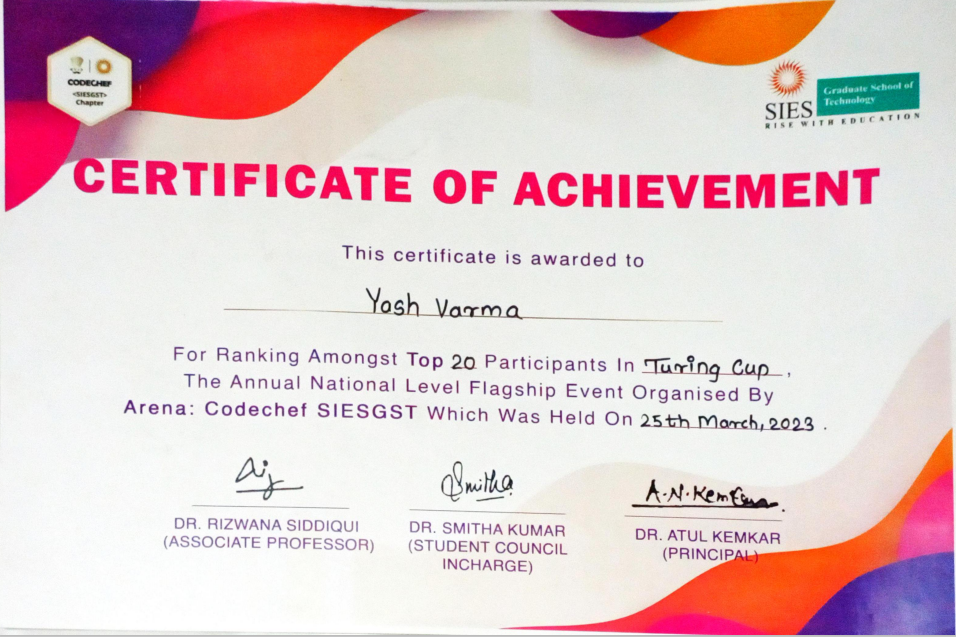 CODECHEF
<SIESGST>
Chapter
SIES
Graduate School of
Technology
RISE WITH EDUCATION
CERTIFICATE OF ACHIEVEMENT
This certificate is awarded to
Yash Varma
For Ranking Amongst Top 20 Participants In Turing Cup,
The Annual National Level Flagship Event Organised By
Arena: Codechef SIESGST Which Was Held On 25th March, 2023.
Smitha
A.N.Kemkar
DR. RIZWANA SIDDIQUI
(ASSOCIATE PROFESSOR)
DR. SMITHA KUMAR
(STUDENT COUNCIL
INCHARGE)
DR. ATUL KEMKAR
(PRINCIPAL)